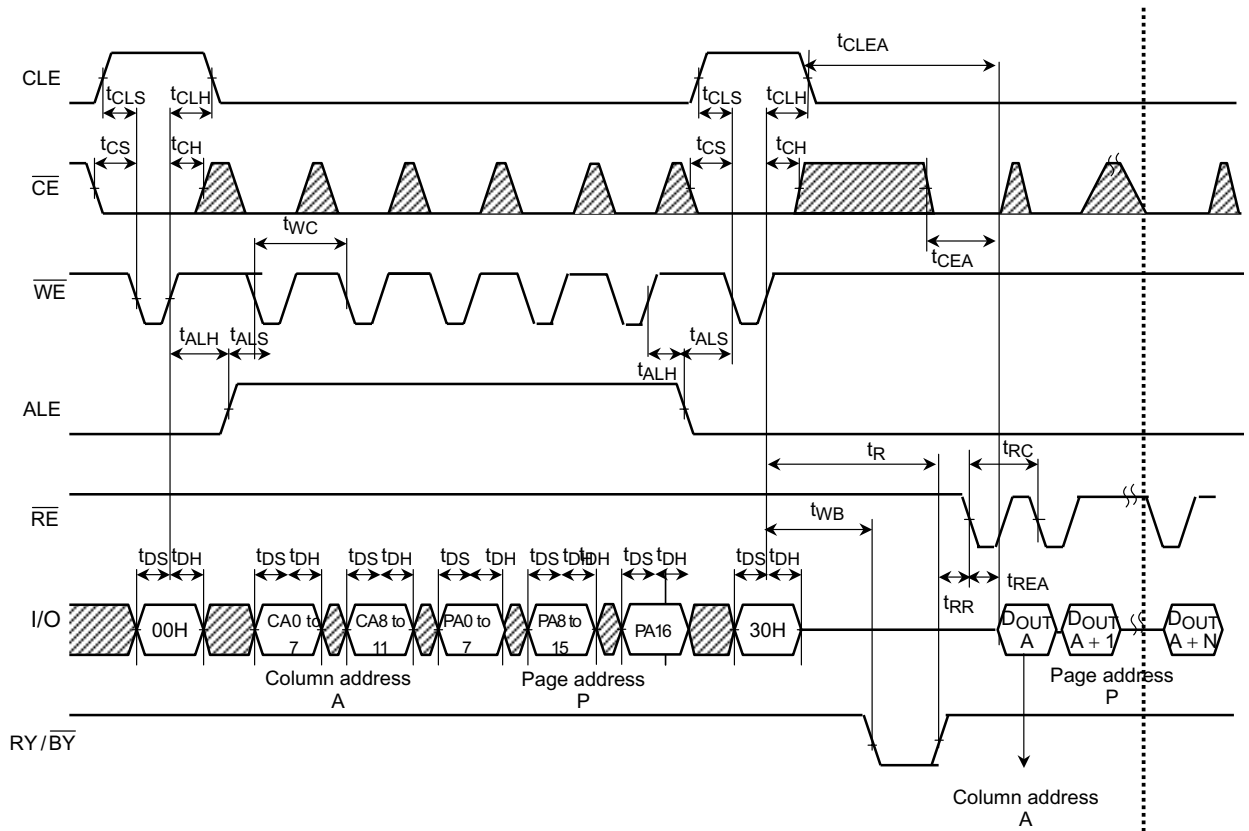 tCLEA
CLE
tCLS tCLH tCLS tCLH
tCS tCH tCS tCH
CE
tWC
tCEA
WE
tALH tALS tALS
tALH
ALE
tR tRC
RE
tWB
tDS tDH tDS tDH tDS tDH tDS tDH tDS tDH tDH tDS tDH tDS tDH
tREA
tRR
I/O
00H
CA0 to
7
CA8 to
11
PA0 to
7
PA8 to
15
PA16
30H
DOUT
A
DOUT
A + 1
DOUT
A + N
Column address
A
Page address
P
Page address
P
RY / BY
Column address
A